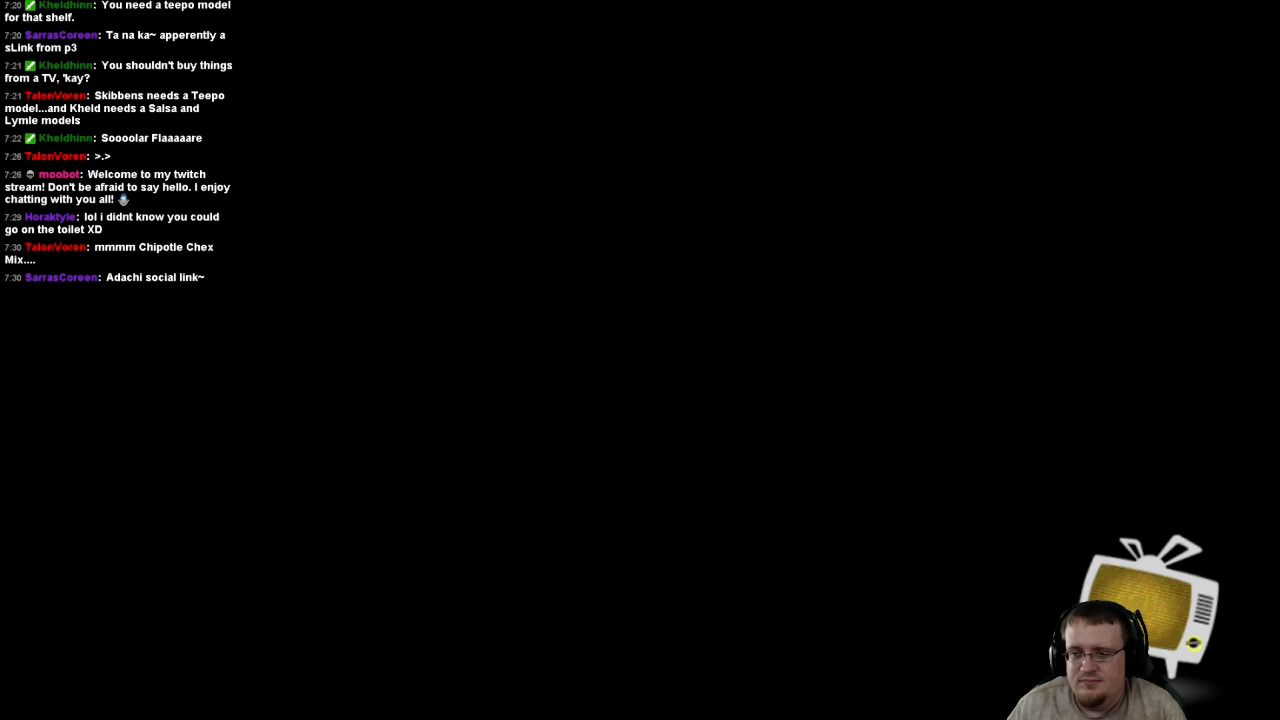 7:20 Kheldhinn: You need a teepo model
for that shelf.
7:20 SarrasCoreen: Ta na ka~ apperently a
sLink from p3
7:21 Kheldhinn: You shouldn't buy things
from a TV, 'kay?
7:21 TalonVoren: Skibbens needs a Teepo
model...and Kheld needs a Salsa and
Lymle models
7:22 Kheldhinn: Soooolar Flaaaaare
7:26 TalonVoren: >.>
7:26 moobot: Welcome to my twitch
stream! Don't be afraid to say hello. I enjoy
chatting with you all!
7:29 Horaktyle: lol i didnt know you could
go on the toilet XD
7:30 TalonVoren: mmmm Chipotle Chex
Mix....
7:30 SarrasCoreen: Adachi social link~